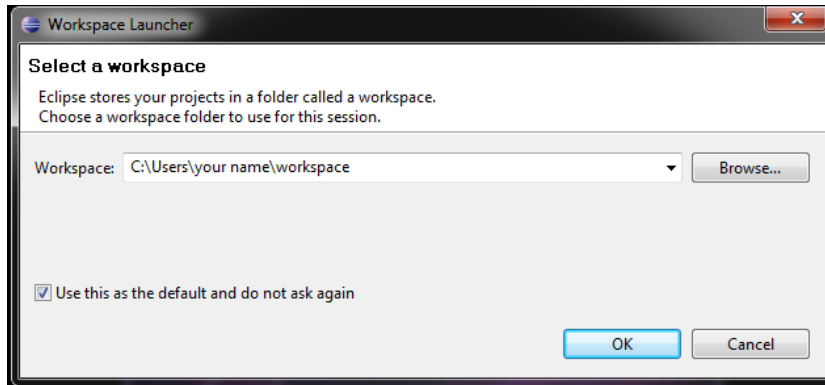 Workspace Launcher
Select a workspace
Eclipse stores your projects in a folder called a workspace.
Choose a workspace folder to use for this session.
Workspace: C:\Users\your name\workspace Browse...
Use this as the default and do not ask again
OK Cancel